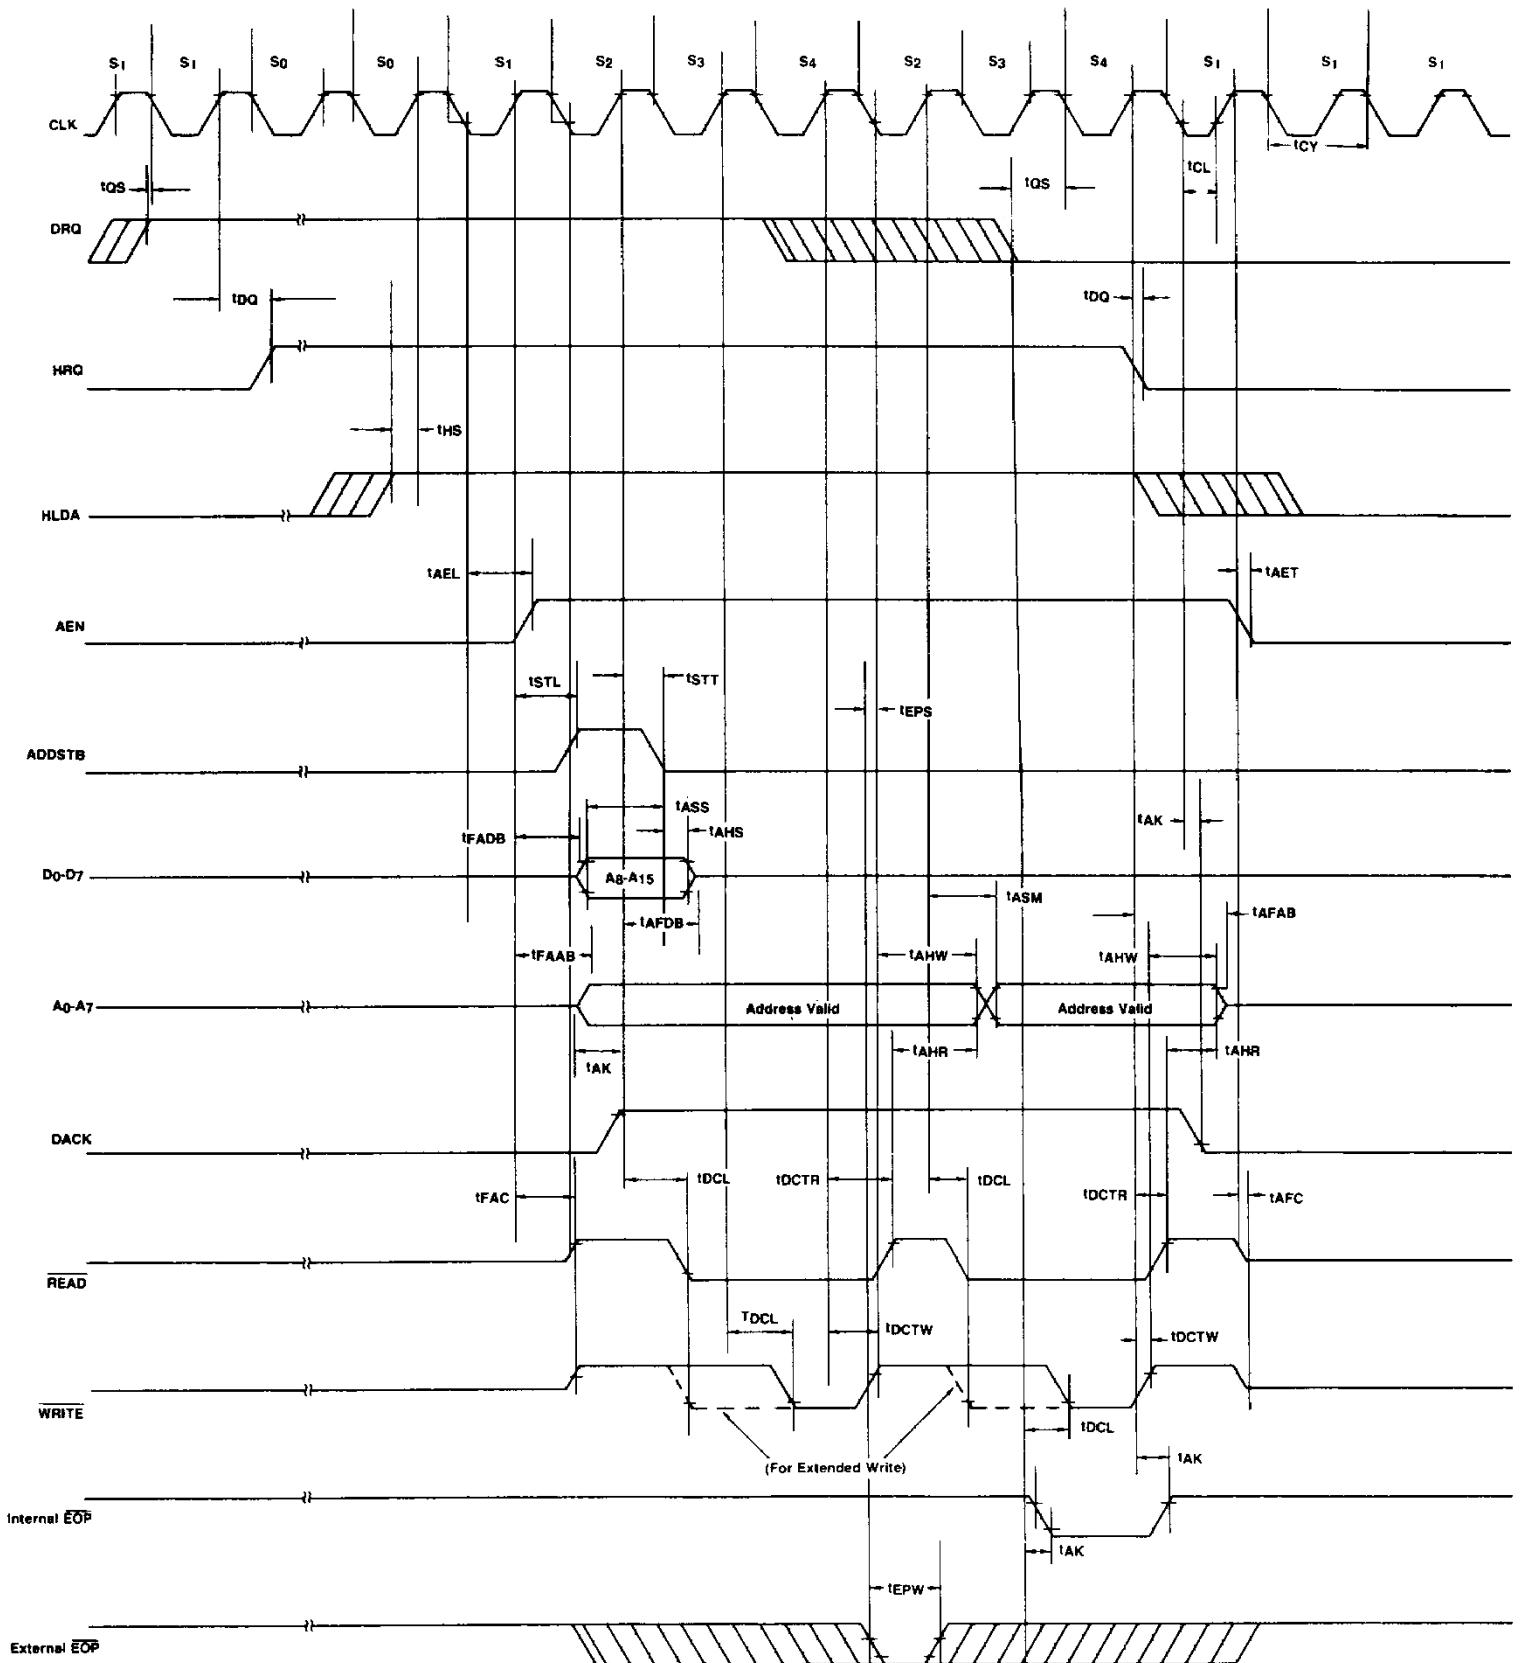 S1 S1 S0 S0 S1 S2 S3 S4 S2 S3 S4 S1 S1 S1
CLK
tCY
tCL
tQS tQS
DRQ
tDQ tDQ
HRQ
tHS
HLDA
tAEL tAET
AEN
tSTL tSTT
tEPS
ADDSTB
tASS
tAK
tFADB tAHS
D0-D7 A8-A15
tASM
tAFDB tAFAB
tFAAB tAHW tAHW
A0-A7 Address Valid Address Valid
tAHR tAHR
tAK
DACK
tDCL tDCTR tDCL
tFAC tDCTR tAFC
READ
TDCL tDCTW tDCTW
WRITE
tDCL
tAK
(For Extended Write)
Internal EOP
tAK
tEPW
External EOP